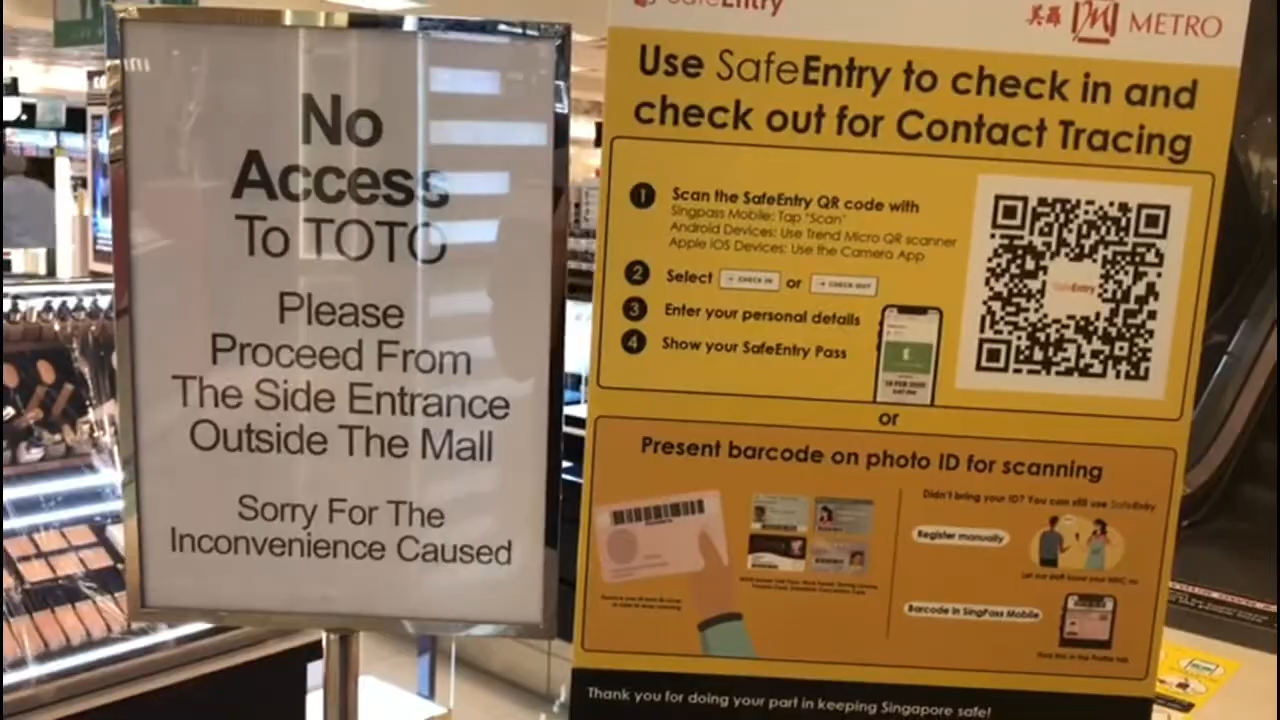 No
Access
To TOTO
Please
Proceed From
The Side Entrance
Outside The Mall
Sorry For The
Inconvenience Caused
SafeEntry
美羅 METRO
Use SafeEntry to check in and
check out for Contact Tracing
1 Scan the SafeEntry QR code with
Singpass Mobile: Tap "Scan"
Android Devices: Use Trend Micro QR scanner
Apple iOS Devices: Use the Camera App
2 Select CHECK IN or CHECK OUT
3 Enter your personal details
4 Show your SafeEntry Pass
SafeEntry
or
Present barcode on photo ID for scanning
Didn't bring your ID? You can still use SafeEntry
Register manually
Barcode in SingPass Mobile
Thank you for doing your part in keeping Singapore safe!